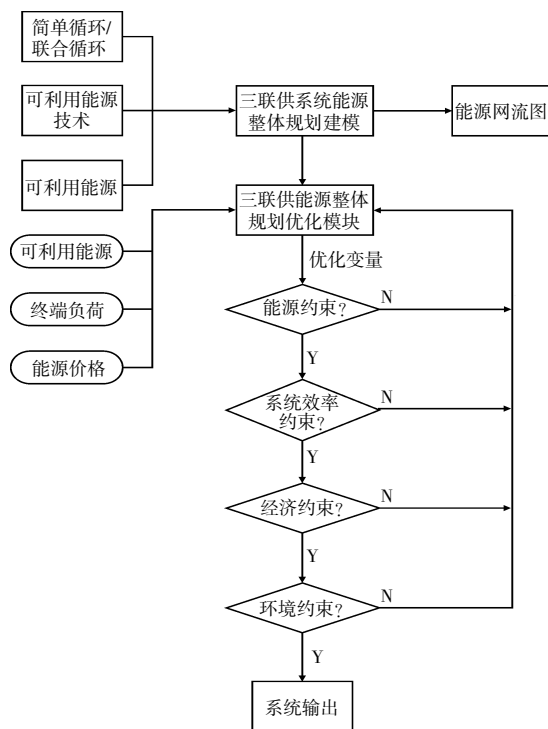 简单循环/
联合循环
可利用能源
技术
三联供系统能源
整体规划建模
能源网流图
可利用能源
三联供能源整体
规划优化模块
可利用能源
优化变量
终端负荷
能源约束?
N
能源价格
Y
系统效率
约束?
N
Y
经济约束?
N
Y
环境约束?
N
Y
系统输出